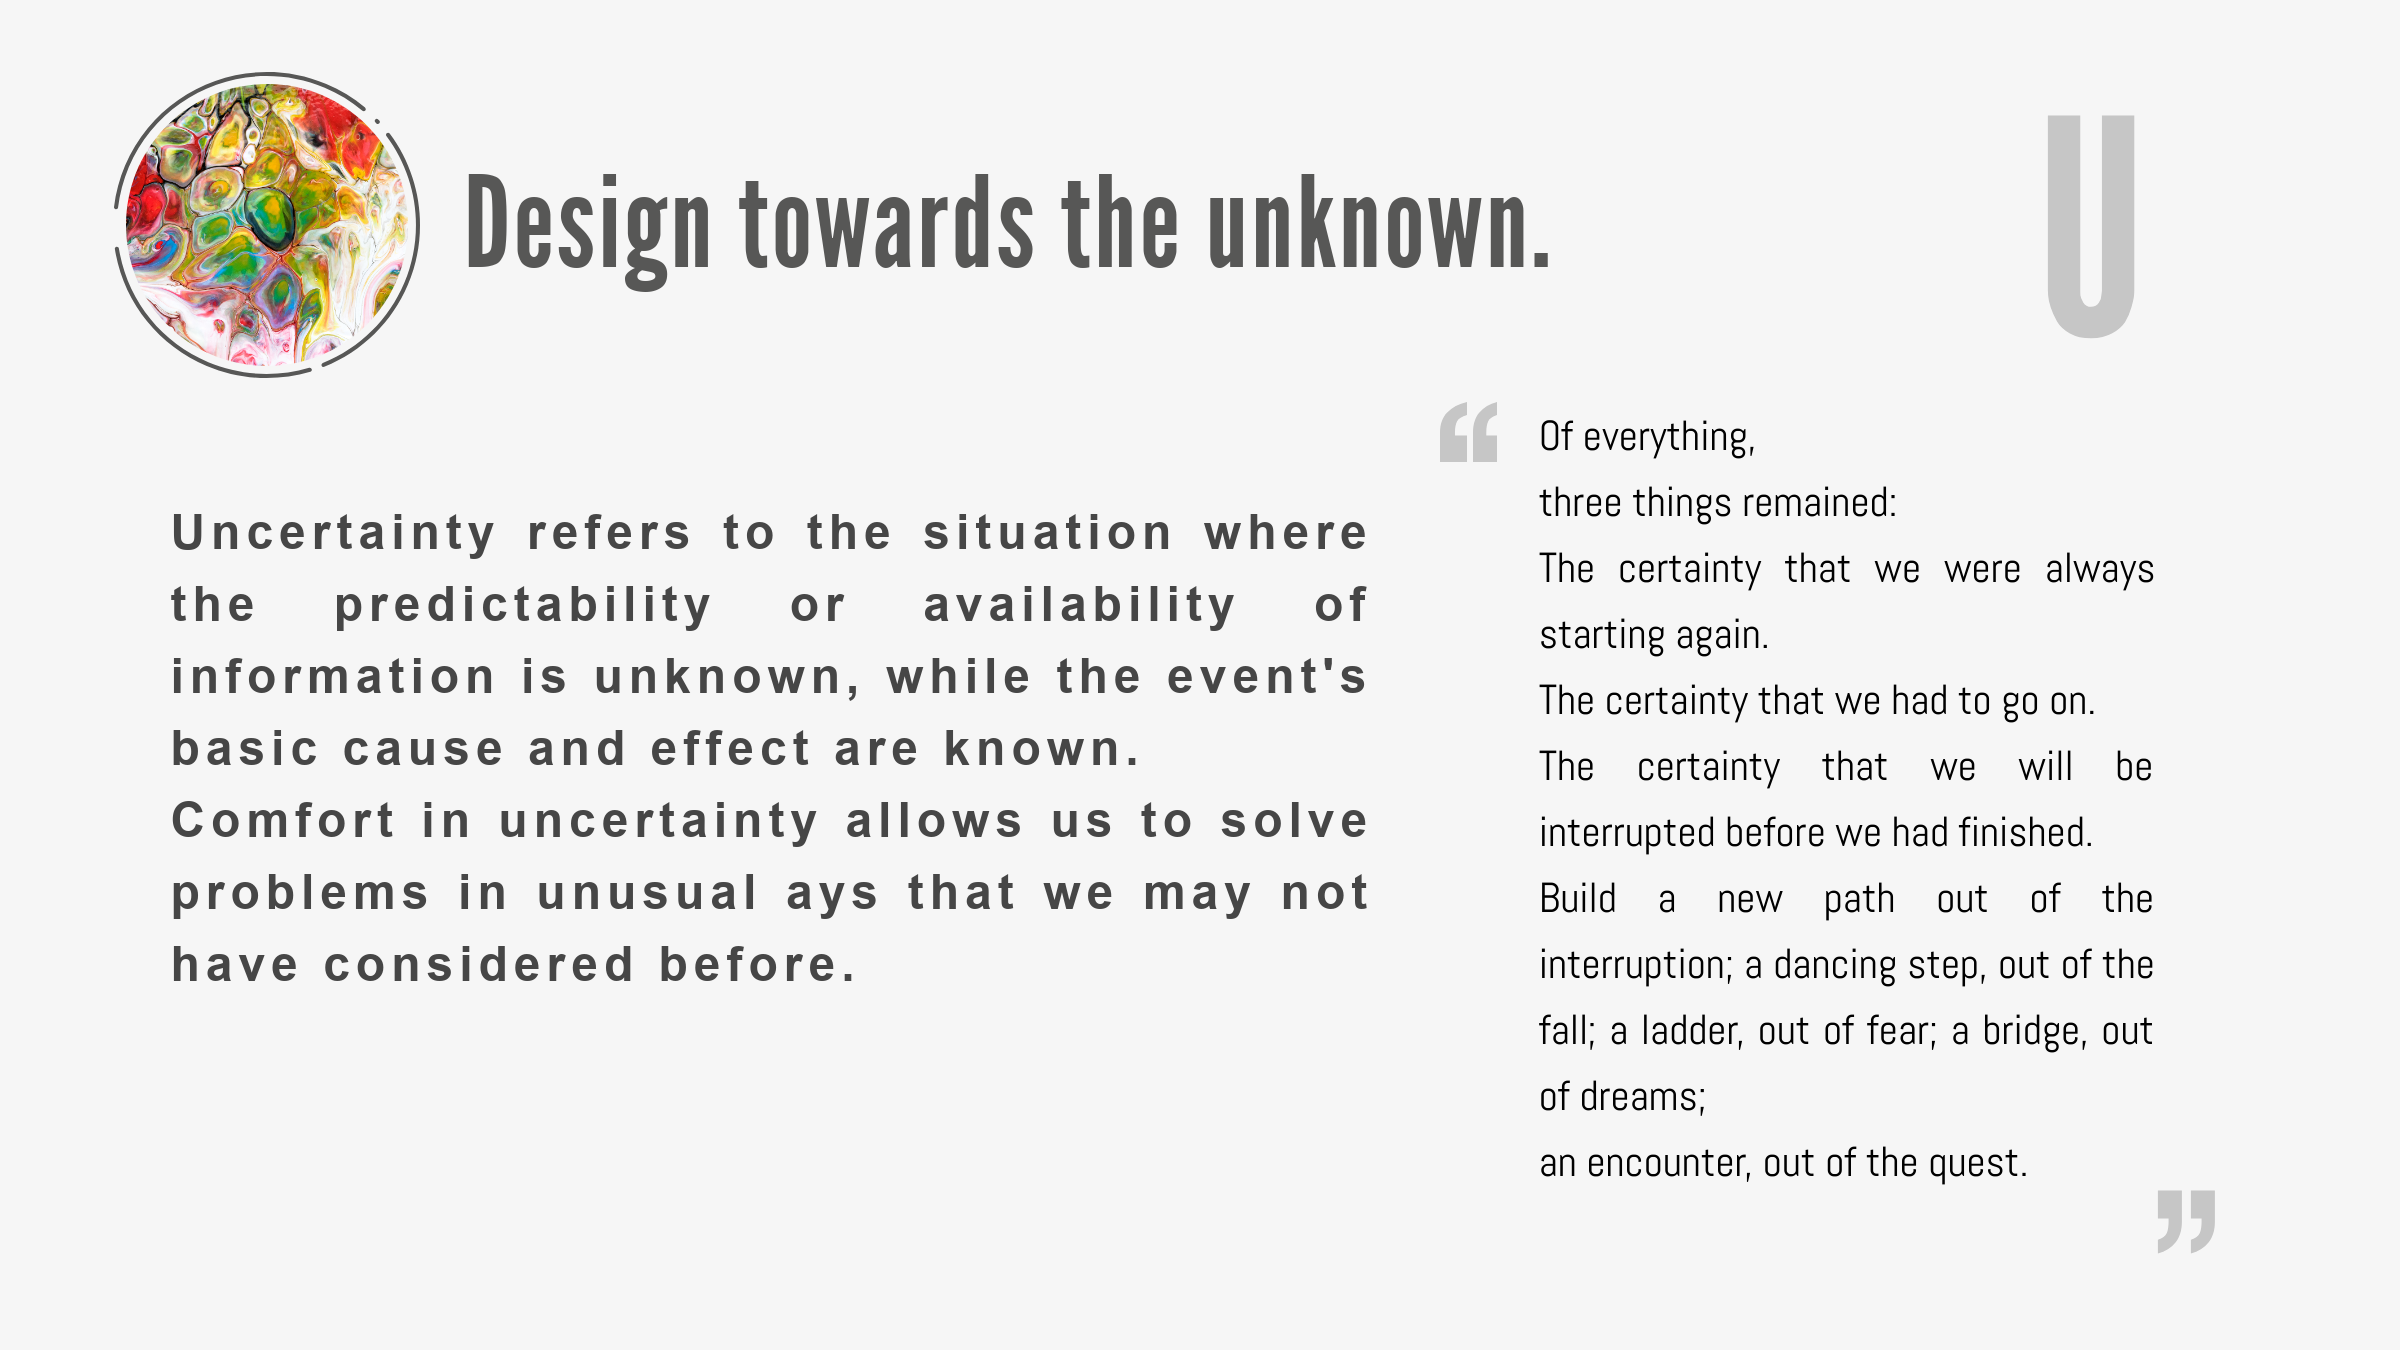 Design towards the unknown.
U
Uncertainty refers to the situation where
the predictability or availability of
information is unknown, while the event's
basic cause and effect are known.
Comfort in uncertainty allows us to solve
problems in unusual ays that we may not
have considered before.
“
Of everything,
three things remained:
The certainty that we were always
starting again.
The certainty that we had to go on.
The certainty that we will be
interrupted before we had finished.
Build a new path out of the
interruption; a dancing step, out of the
fall; a ladder, out of fear; a bridge, out
of dreams;
an encounter, out of the quest.
”